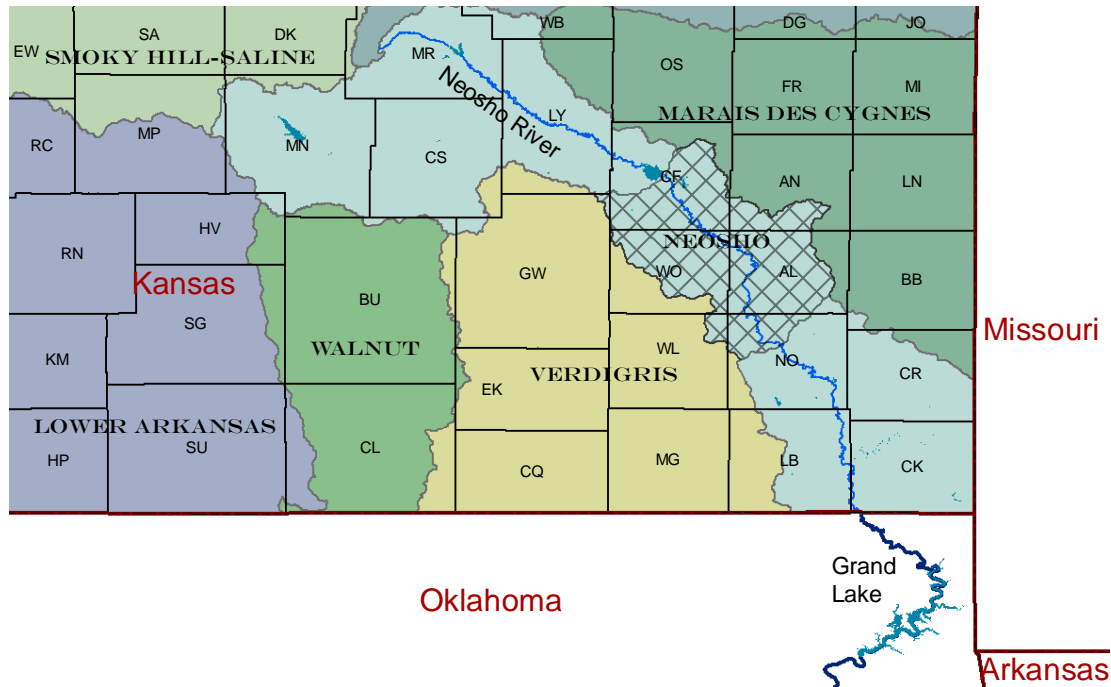 WB
DG
JO
SA
DK
EW
SMOKY HILL-SALINE
MR
OS
FR
MI
Neosho River
LY
MARAIS DES CYGNES
RC
MP
MN
CS
CF
AN
LN
HV
RN
NEOSHO
GW
WO
AL
BB
Kansas
BU
SG
Missouri
KM
WALNUT
WL
NO
VERDIGRIS
CR
EK
LOWER ARKANSAS
HP
SU
CL
CQ
MG
LB
CK
Grand
Lake
Oklahoma
Arkansas